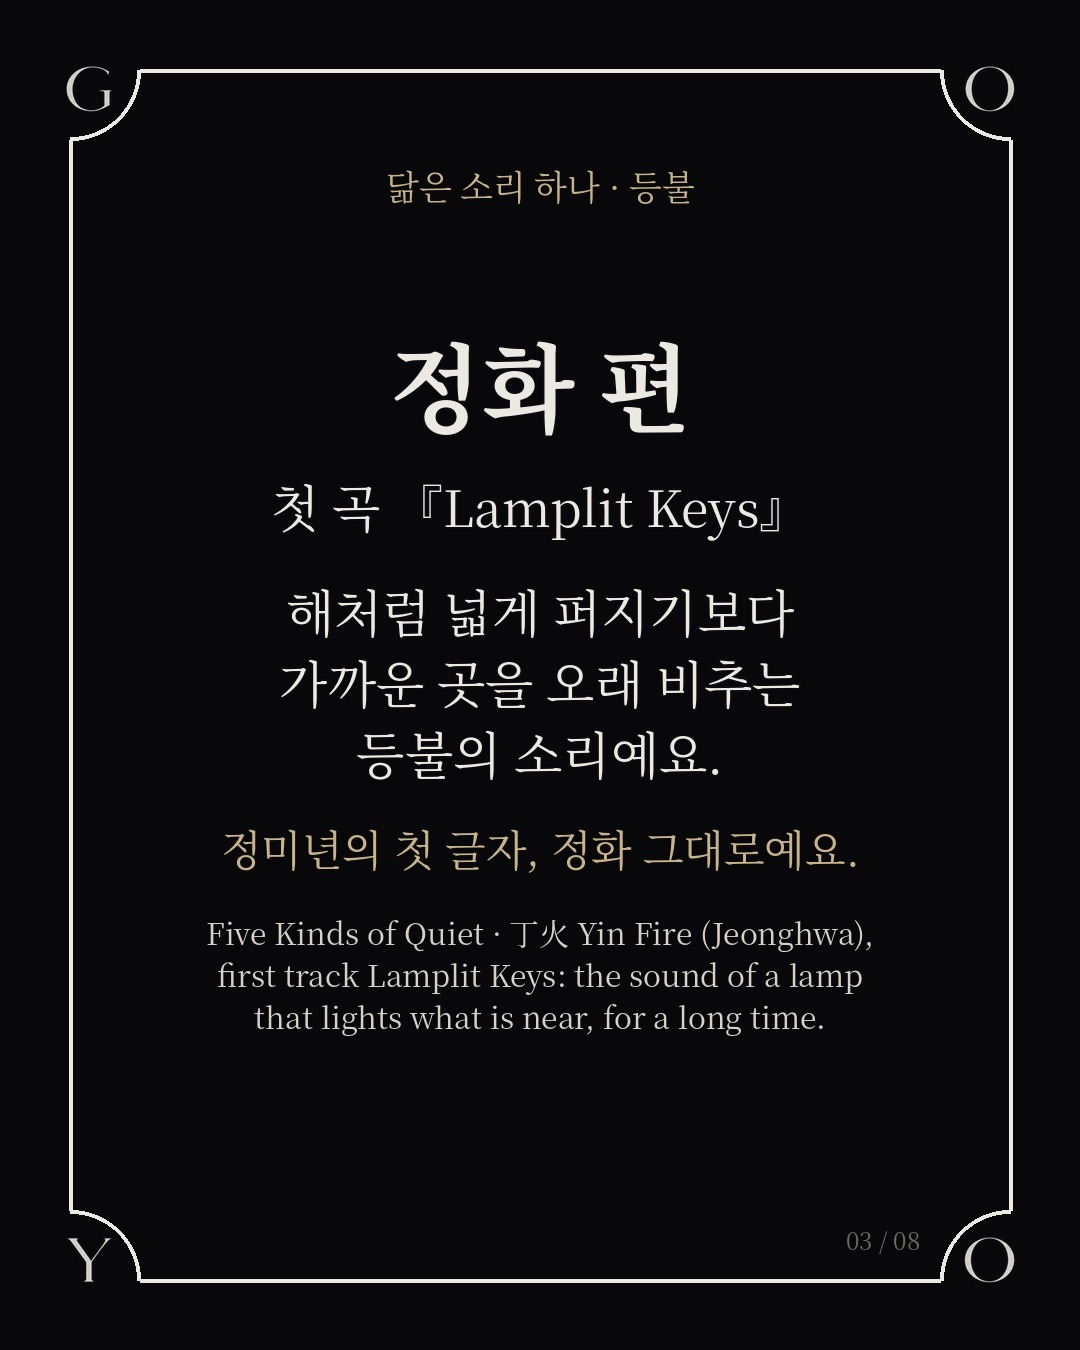 G O
닮은 소리 하나 · 등불
정화 편
첫 곡 『Lamplit Keys』
해처럼 넓게 퍼지기보다
가까운 곳을 오래 비추는
등불의 소리예요.
정미년의 첫 글자, 정화 그대로예요.
Five Kinds of Quiet · 丁火 Yin Fire (Jeonghwa),
first track Lamplit Keys: the sound of a lamp
that lights what is near, for a long time.
03 / 08
Y O